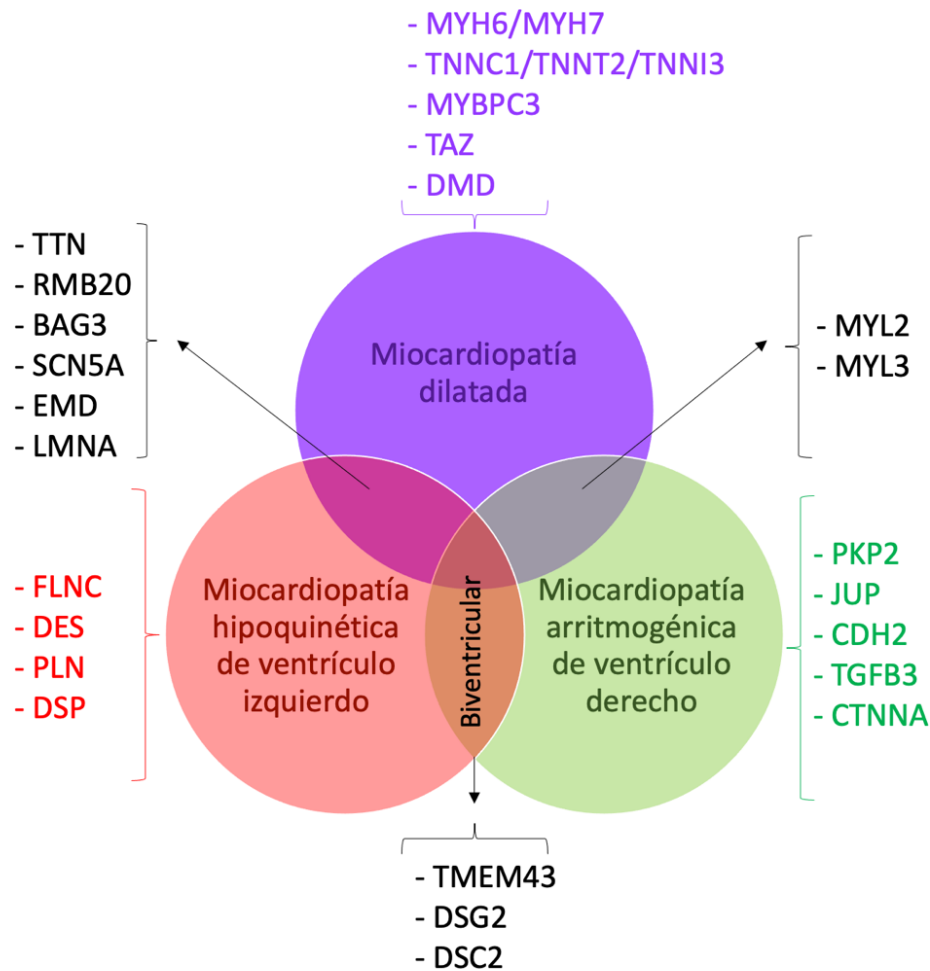 - MYH6/MYH7
- TNNC1/TNNT2/TNNI3
- MYBPC3
- TAZ
- DMD
- TTN
- RMB20
- BAG3
- SCN5A
- EMD
- LMNA
Miocardiopatía
dilatada
- MYL2
- MYL3
- FLNC
- DES
- PLN
- DSP
Miocardiopatía
hipoquinética
de ventrículo
izquierdo
Biventricular
Miocardiopatía
arritmogénica
de ventrículo
derecho
- PKP2
- JUP
- CDH2
- TGFB3
- CTNNA
- TMEM43
- DSG2
- DSC2